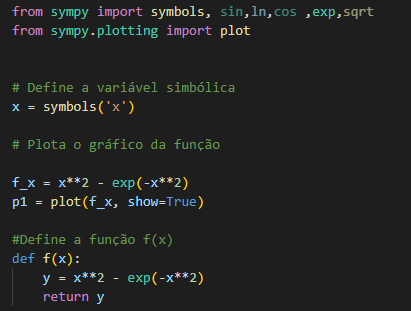 from sympy import symbols, sin,ln,cos ,exp,sqrt
from sympy.plotting import plot
# Define a variável simbólica
x = symbols('x')
# Plota o gráfico da função
f_x = x**2 - exp(-x**2)
p1 = plot(f_x, show=True)
#Define a função f(x)
def f(x):
    y = x**2 - exp(-x**2)
    return y